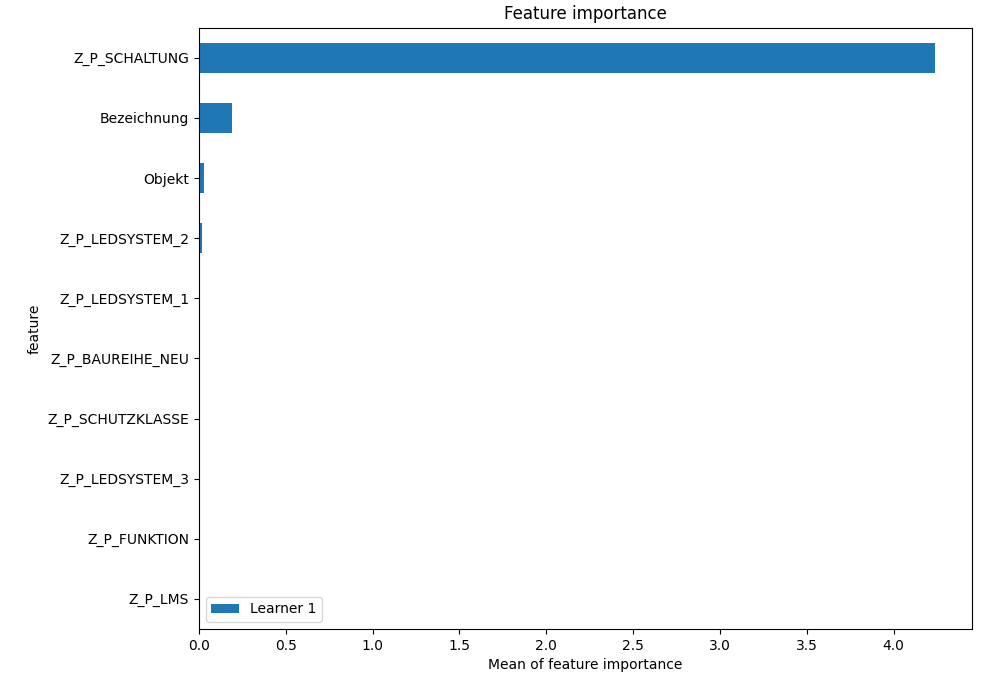 Feature importance
Z_P_SCHALTUNG
Bezeichnung
Objekt
Z_P_LEDSYSTEM_2
Z_P_LEDSYSTEM_1
Z_P_BAUREIHE_NEU
Z_P_SCHUTZKLASSE
Z_P_LEDSYSTEM_3
Z_P_FUNKTION
Z_P_LMS
feature
Learner 1
0.0 0.5 1.0 1.5 2.0 2.5 3.0 3.5 4.0
Mean of feature importance